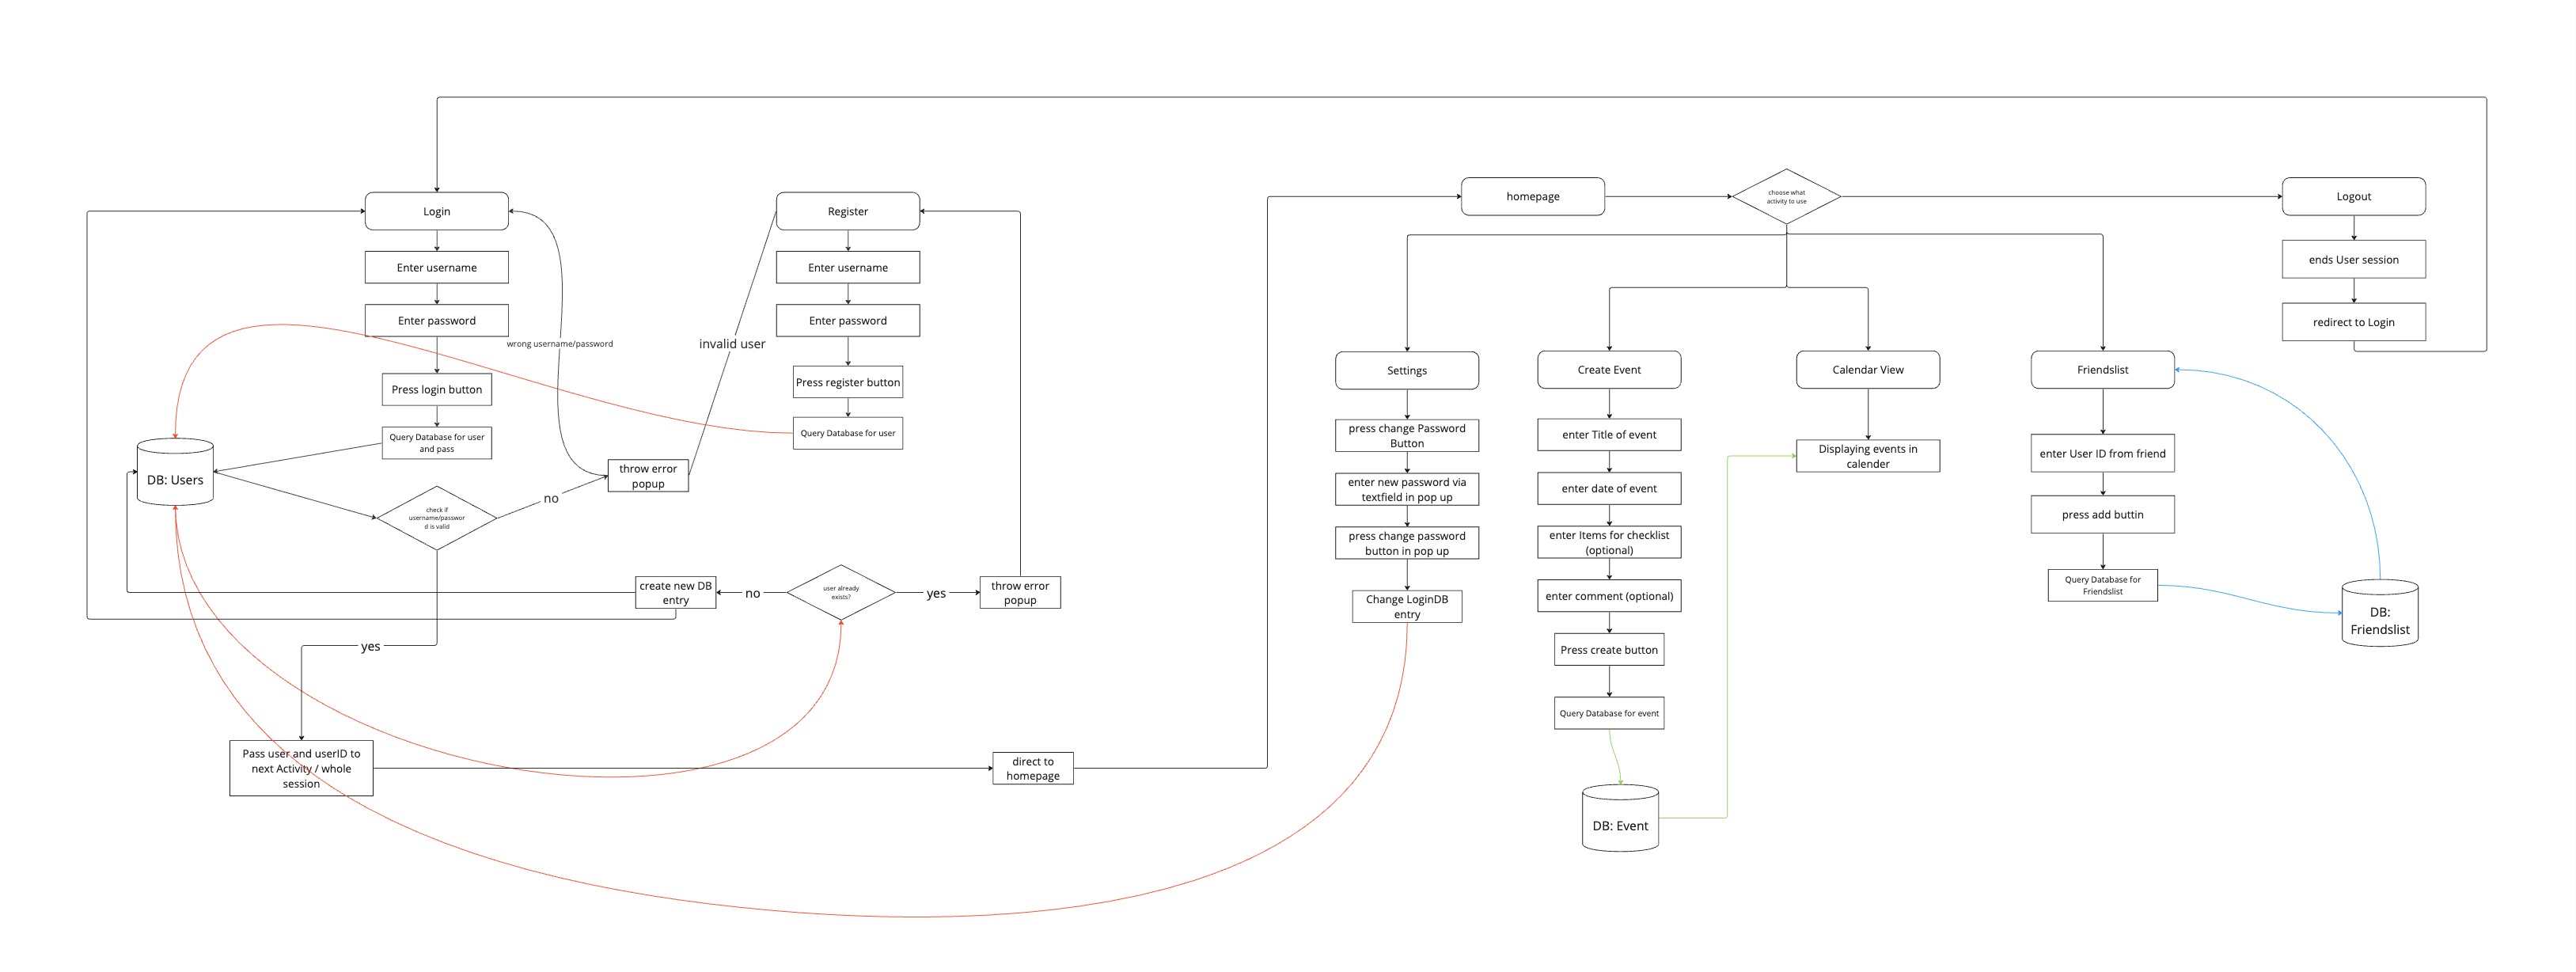 Login
Enter username
Enter password
Press login button
Query Database for user
and pass
DB: Users
check if
username/passwor
d is valid
no
wrong username/password
throw error
popup
invalid user
Register
Enter username
Enter password
Press register button
Query Database for user
user already
exists?
no
create new DB
entry
yes
throw error
popup
yes
Pass user and userID to
next Activity / whole
session
direct to
homepage
homepage
choose what
activity to use
Settings
press change Password
Button
enter new password via
textfield in pop up
press change password
button in pop up
Change LoginDB
entry
Create Event
enter Title of event
enter date of event
enter Items for checklist
(optional)
enter comment (optional)
Press create button
Query Database for event
DB: Event
Calendar View
Displaying events in
calender
Friendslist
enter User ID from friend
press add buttin
Query Database for
Friendslist
DB:
Friendslist
Logout
ends User session
redirect to Login